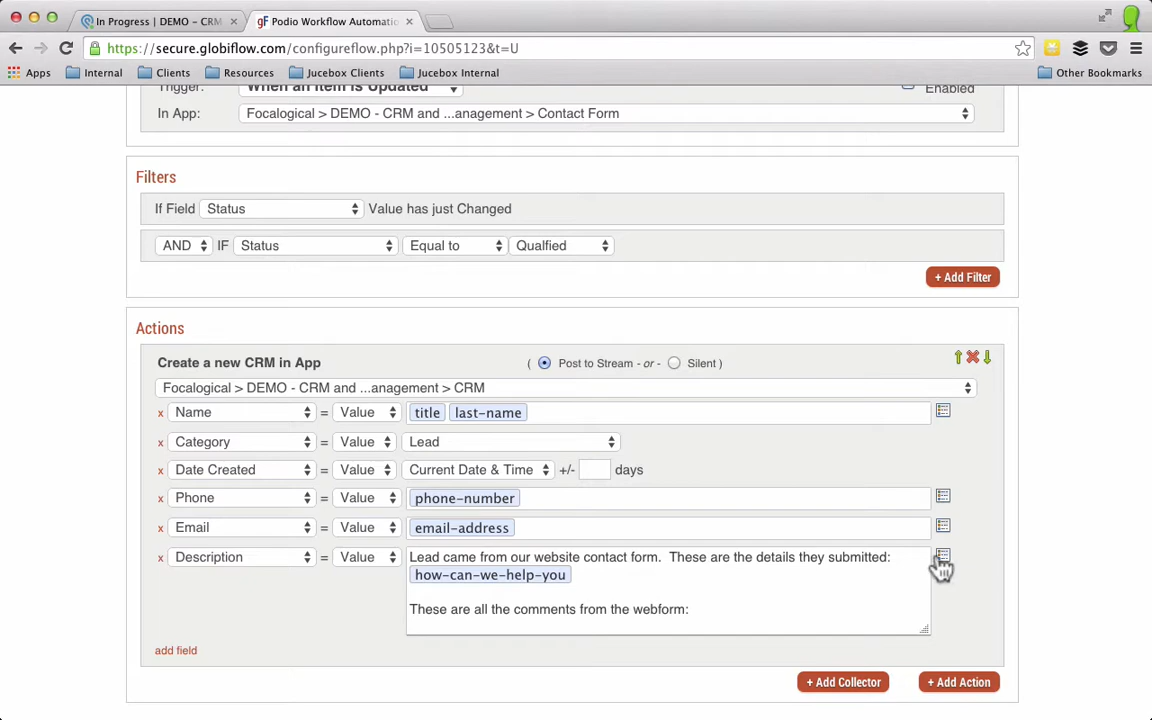 In Progress | DEMO - CRM
Podio Workflow Automatic
https://secure.globiflow.com/configureflow.php?i=10505123&t=U
Apps Internal Clients Resources Jucebox Clients Jucebox Internal Other Bookmarks
Trigger: When an Item is Updated Enabled
In App: Focalogical > DEMO - CRM and ...anagement > Contact Form
Filters
If Field Status Value has just Changed
AND IF Status Equal to Qualfied
+ Add Filter
Actions
Create a new CRM in App ( Post to Stream - or - Silent )
Focalogical > DEMO - CRM and ...anagement > CRM
x Name = Value title last-name
x Category = Value Lead
x Date Created = Value Current Date & Time +/- days
x Phone = Value phone-number
x Email = Value email-address
x Description = Value Lead came from our website contact form. These are the details they submitted:
how-can-we-help-you
These are all the comments from the webform:
add field
+ Add Collector + Add Action